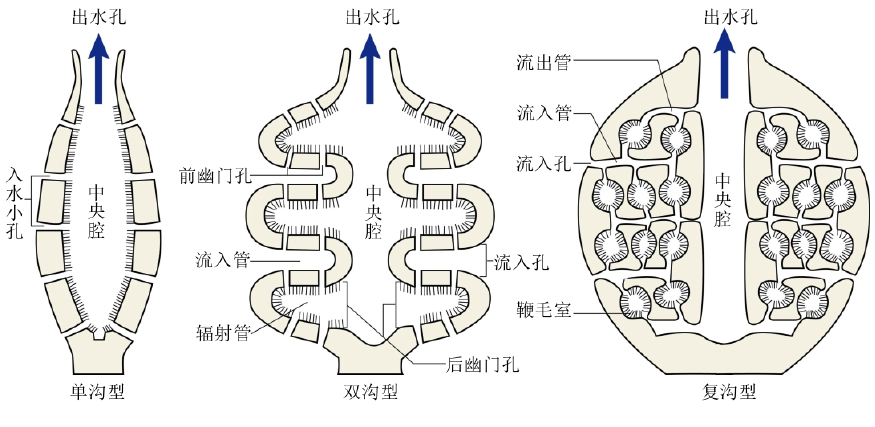 出水孔
入水小孔
中央腔
单沟型
出水孔
前幽门孔
中央腔
流入管
流入孔
辐射管
后幽门孔
双沟型
出水孔
流出管
流入管
流入孔
中央腔
鞭毛室
复沟型